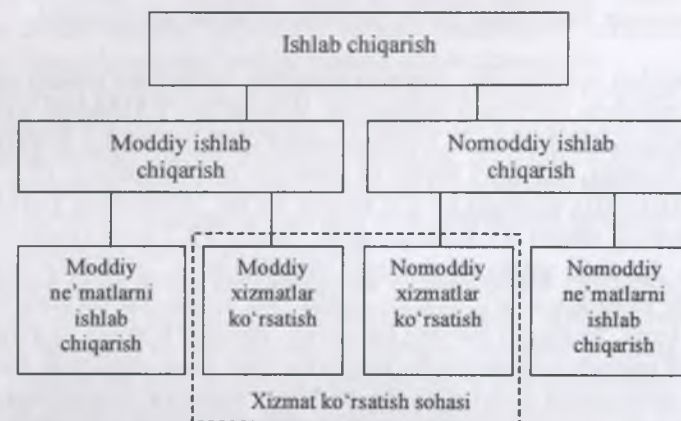 Ishlab chiqarish
Moddiy ishlab
chiqarish
Nomoddiy ishlab
chiqarish
Moddiy
ne’matlarni
ishlab
chiqarish
Moddiy
xizmatlar
ko‘rsatish
Nomoddiy
xizmatlar
ko‘rsatish
Nomoddiy
ne’matlarni
ishlab
chiqarish
Xizmat ko‘rsatish sohasi